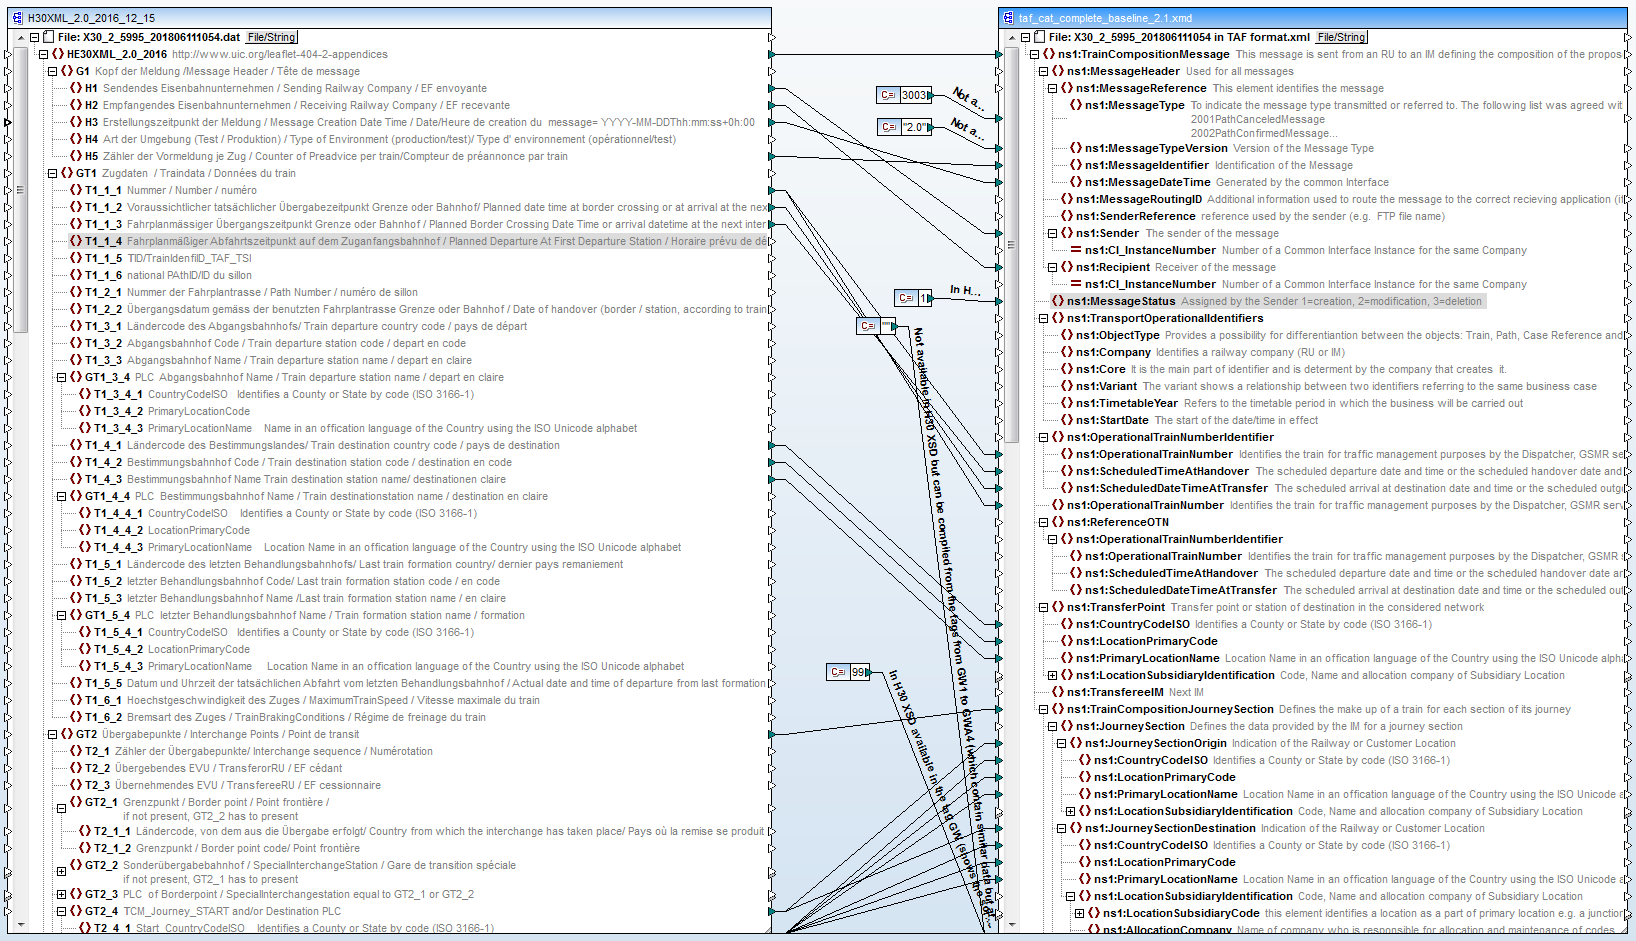 H30XML_2.0_2016_12_15
File: X30_2_5995_201806111054.dat File/String
HE30XML_2.0_2016 http://www.uic.org/leaflet-404-2-appendices
G1 Kopf der Meldung /Message Header / Tête de message
H1 Sendendes Eisenbahnunternehmen / Sending Railway Company / EF envoyante
H2 Empfangendes Eisenbahnunternehmen / Receiving Railway Company / EF recevante
H3 Erstellungszeitpunkt der Meldung / Message Creation Date Time / Date/Heure de creation du message= YYYY-MM-DDThh:mm:ss+0h:00
H4 Art der Umgebung (Test / Produktion) / Type of Environment (production/test)/ Type d' environnement (opérationnel/test)
H5 Zähler der Vormeldung je Zug / Counter of Preadvice per train/Compteur de préannonce par train
GT1 Zugdaten / Traindata / Données du train
T1_1_1 Nummer / Number / numéro
T1_1_2 Voraussichtlicher tatsächlicher Übergabezeitpunkt Grenze oder Bahnhof/ Planned date time at border crossing or at arrival at the nex
T1_1_3 Fahrplanmässiger Übergangszeitpunkt Grenze oder Bahnhof / Planned Border Crossing Date Time or arrival datetime at the next inter
T1_1_4 Fahrplanmäßiger Abfahrtszeitpunkt auf dem Zuganfangsbahnhof / Planned Departure At First Departure Station / Horaire prévu de dé
T1_1_5 TID/TrainIdenfiID_TAF_TSI
T1_1_6 national PAthID/ID du sillon
T1_2_1 Nummer der Fahrplantrasse / Path Number / numéro de sillon
T1_2_2 Übergangsdatum gemäss der benutzten Fahrplantrasse Grenze oder Bahnhof / Date of handover (border / station, according to train
T1_3_1 Ländercode des Abgangsbahnhofs/ Train departure country code / pays de départ
T1_3_2 Abgangsbahnhof Code / Train departure station code / depart en code
T1_3_3 Abgangsbahnhof Name / Train departure station name / depart en claire
GT1_3_4 PLC Abgangsbahnhof Name / Train departure station name / depart en claire
T1_3_4_1 CountryCodeISO Identifies a County or State by code (ISO 3166-1)
T1_3_4_2 PrimaryLocationCode
T1_3_4_3 PrimaryLocationName Name in an offication language of the Country using the ISO Unicode alphabet
T1_4_1 Ländercode des Bestimmungslandes/ Train destination country code / pays de destination
T1_4_2 Bestimmungsbahnhof Code / Train destination station code / destination en code
T1_4_3 Bestimmungsbahnhof Name Train destination station name/ destinationen claire
GT1_4_4 PLC Bestimmungsbahnhof Name / Train destinationstation name / destination en claire
T1_4_4_1 CountryCodeISO Identifies a County or State by code (ISO 3166-1)
T1_4_4_2 LocationPrimaryCode
T1_4_4_3 PrimaryLocationName Location Name in an offication language of the Country using the ISO Unicode alphabet
T1_5_1 Ländercode des letzten Behandlungsbahnhofs/ Last train formation country/ dernier pays remaniement
T1_5_2 letzter Behandlungsbahnhof Code/ Last train formation station code / en code
T1_5_3 letzter Behandlungsbahnhof Name /Last train formation station name / en claire
GT1_5_4 PLC letzter Behandlungsbahnhof Name / Train formation station name / formation
T1_5_4_1 CountryCodeISO Identifies a County or State by code (ISO 3166-1)
T1_5_4_2 LocationPrimaryCode
T1_5_4_3 PrimaryLocationName Location Name in an offication language of the Country using the ISO Unicode alphabet
T1_5_5 Datum und Uhrzeit der tatsächlichen Abfahrt vom letzten Behandlungsbahnhof / Actual date and time of departure from last formation
T1_6_1 Hoechstgeschwindigkeit des Zuges / MaximumTrainSpeed / Vitesse maximale du train
T1_6_2 Bremsart des Zuges / TrainBrakingConditions / Régime de freinage du train
GT2 Übergabepunkte / Interchange Points / Point de transit
T2_1 Zähler der Übergabepunkte/ Interchange sequence / Numérotation
T2_2 Übergebendes EVU / TransferorRU / EF cédant
T2_3 Übernehmendes EVU / TransfereeRU / EF cessionnaire
GT2_1 Grenzpunkt / Border point / Point frontière /
if not present, GT2_2 has to present
T2_1_1 Ländercode, von dem aus die Übergabe erfolgt/ Country from which the interchange has taken place/ Pays où la remise se produit
T2_1_2 Grenzpunkt / Border point code/ Point frontière
GT2_2 Sonderübergabebahnhof / SpecialInterchangeStation / Gare de transition spéciale
if not present, GT2_1 has to present
GT2_3 PLC of Borderpoint / SpecialInterchangestation equal to GT2_1 or GT2_2
GT2_4 TCM_Journey_START and/or Destination PLC
T2_4_1 Start CountryCodeISO Identifies a County or State by code (ISO 3166-1)
C= 3003
Not a...
C= "2.0"
Not a...
C= 1
In H...
C= ""
Not available in H30 XSD but can be compiled from the tags from GW1 to GWA4 (which contain similar data but at...
C= 99
In H30 XSD available in the tag GW (shows the
taf_cat_complete_baseline_2.1.xmd
File: X30_2_5995_201806111054 in TAF format.xml File/String
ns1:TrainCompositionMessage This message is sent from an RU to an IM defining the composition of the propos
ns1:MessageHeader Used for all messages
ns1:MessageReference This element identifies the message
ns1:MessageType To indicate the message type transmitted or referred to. The following list was agreed wit
2001PathCanceledMessage
2002PathConfirmedMessage...
ns1:MessageTypeVersion Version of the Message Type
ns1:MessageIdentifier Identification of the Message
ns1:MessageDateTime Generated by the common Interface
ns1:MessageRoutingID Additional information used to route the message to the correct recieving application (if
ns1:SenderReference reference used by the sender (e.g. FTP file name)
ns1:Sender The sender of the message
ns1:CI_InstanceNumber Number of a Common Interface Instance for the same Company
ns1:Recipient Receiver of the message
ns1:CI_InstanceNumber Number of a Common Interface Instance for the same Company
ns1:MessageStatus Assigned by the Sender 1=creation, 2=modification, 3=deletion
ns1:TransportOperationalIdentifiers
ns1:ObjectType Provides a possibility for differentiantion between the objects: Train, Path, Case Reference and
ns1:Company Identifies a railway company (RU or IM)
ns1:Core It is the main part of identifier and is determt by the company that creates it.
ns1:Variant The variant shows a relationship between two identifiers referring to the same business case
ns1:TimetableYear Refers to the timetable period in which the business will be carried out
ns1:StartDate The start of the date/time in effect
ns1:OperationalTrainNumberIdentifier
ns1:OperationalTrainNumber Identifies the train for traffic management purposes by the Dispatcher, GSMR se
ns1:ScheduledTimeAtHandover The scheduled departure date and time or the scheduled handover date and
ns1:ScheduledDateTimeAtTransfer The scheduled arrival at destination date and time or the scheduled outg
ns1:OperationalTrainNumber Identifies the train for traffic management purposes by the Dispatcher, GSMR serv
ns1:ReferenceOTN
ns1:OperationalTrainNumberIdentifier
ns1:OperationalTrainNumber Identifies the train for traffic management purposes by the Dispatcher, GSMR
ns1:ScheduledTimeAtHandover The scheduled departure date and time or the scheduled handover date ar
ns1:ScheduledDateTimeAtTransfer The scheduled arrival at destination date and time or the scheduled out
ns1:TransferPoint Transfer point or station of destination in the considered network
ns1:CountryCodeISO Identifies a County or State by code (ISO 3166-1)
ns1:LocationPrimaryCode
ns1:PrimaryLocationName Location Name in an offication language of the Country using the ISO Unicode alph
ns1:LocationSubsidiaryIdentification Code, Name and allocation company of Subsidiary Location
ns1:TransfereeIM Next IM
ns1:TrainCompositionJourneySection Defines the make up of a train for each section of its journey
ns1:JourneySection Defines the data provided by the IM for a journey section
ns1:JourneySectionOrigin Indication of the Railway or Customer Location
ns1:CountryCodeISO Identifies a County or State by code (ISO 3166-1)
ns1:LocationPrimaryCode
ns1:PrimaryLocationName Location Name in an offication language of the Country using the ISO Unicode a
ns1:LocationSubsidiaryIdentification Code, Name and allocation company of Subsidiary Location
ns1:JourneySectionDestination Indication of the Railway or Customer Location
ns1:CountryCodeISO Identifies a County or State by code (ISO 3166-1)
ns1:LocationPrimaryCode
ns1:PrimaryLocationName Location Name in an offication language of the Country using the ISO Unicode a
ns1:LocationSubsidiaryIdentification Code, Name and allocation company of Subsidiary Location
ns1:LocationSubsidiaryCode this element identifies a location as a part of primary location e.g. a junction
ns1:AllocationCompany Name of company who is responsible for allocation and maintenance of codes